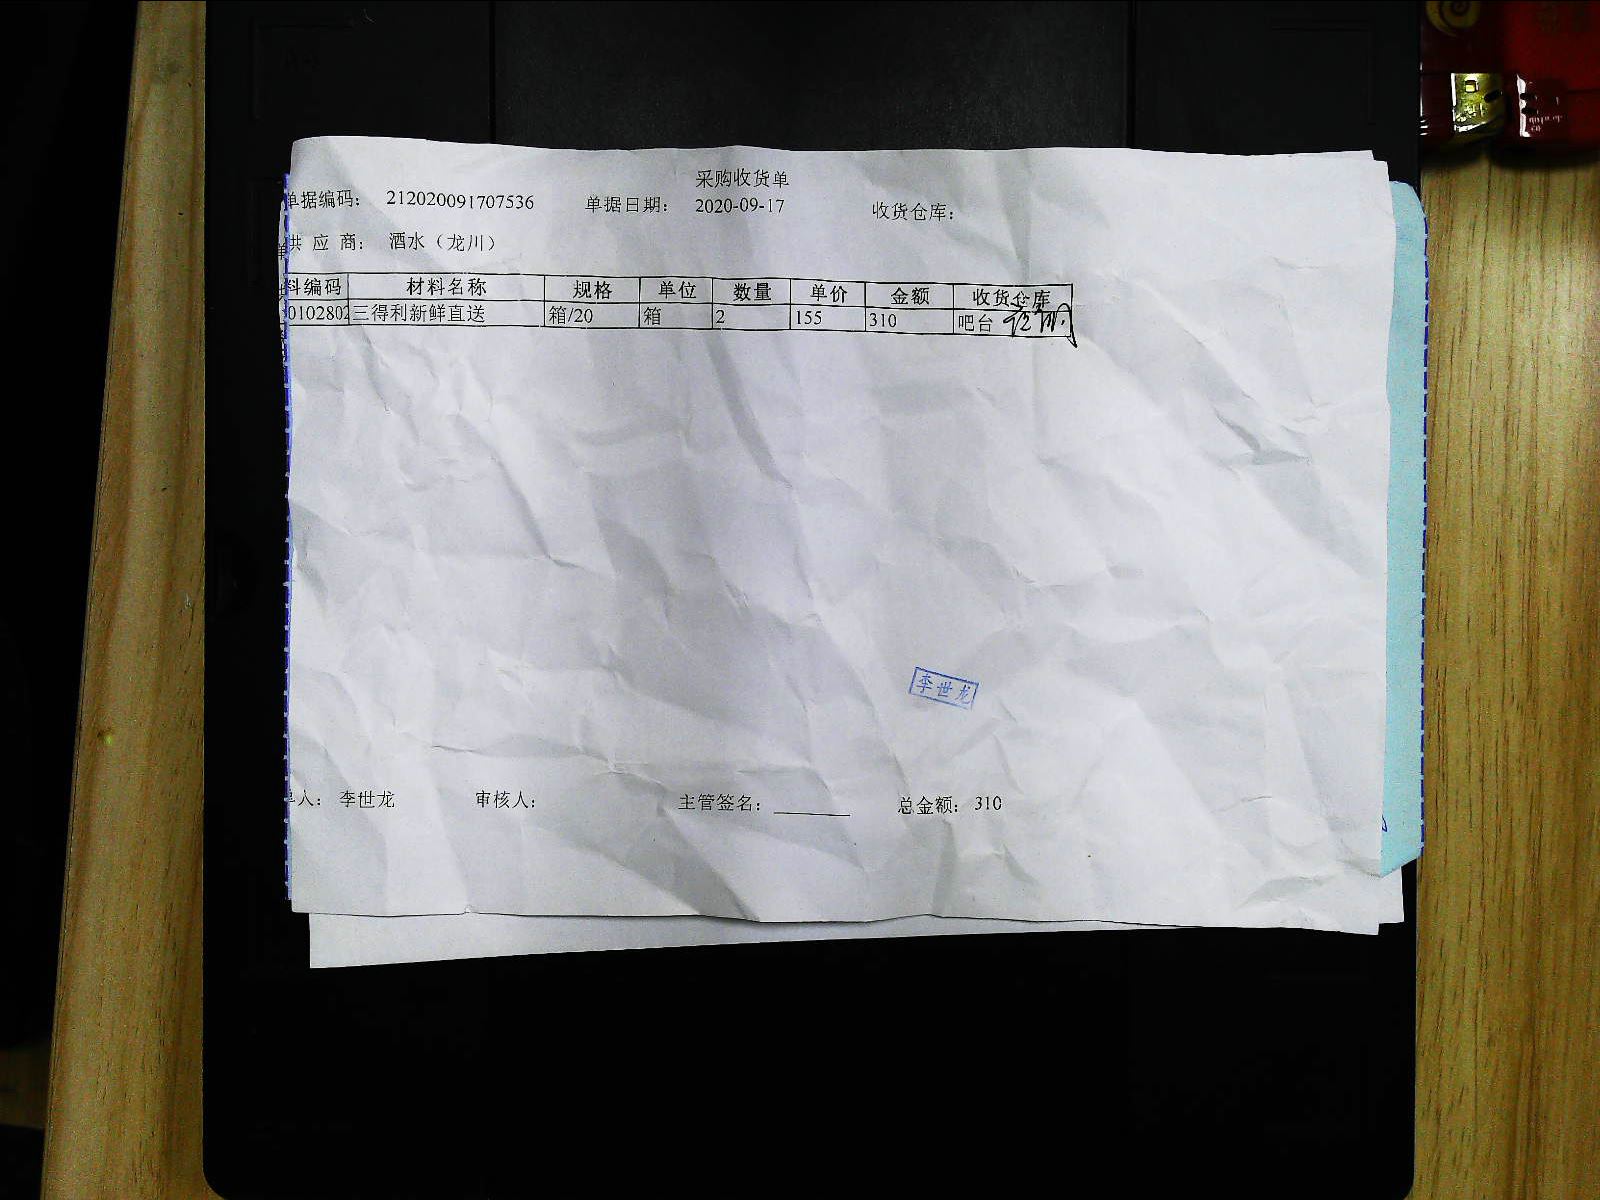 采购收货单
单据编码： 212020091707536 单据日期： 2020-09-17 收货仓库：
供 应 商： 酒水（龙川）
料编码 材料名称 规格 单位 数量 单价 金额 收货仓库
0102802 三得利新鲜直送 箱/20 箱 2 155 310 吧台
李世龙
单人： 李世龙 审核人： 主管签名： 总金额： 310